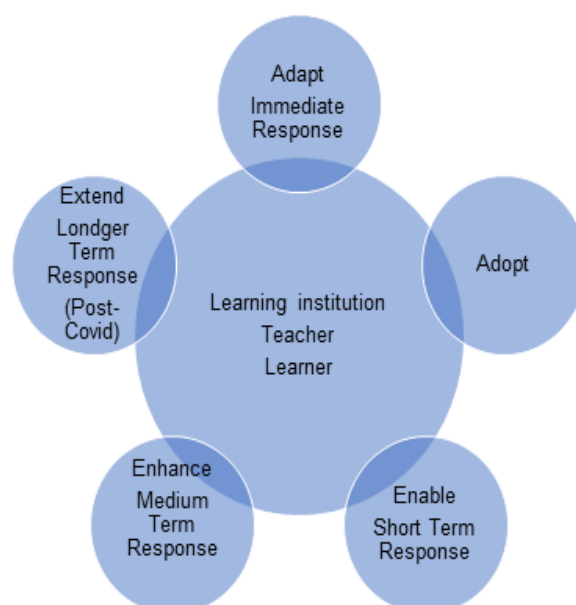 Adapt
Immediate
Response
Extend
Londger
Term
Response
(Post-
Covid)
Adopt
Learning institution
Teacher
Learner
Enhance
Medium
Term
Response
Enable
Short Term
Response